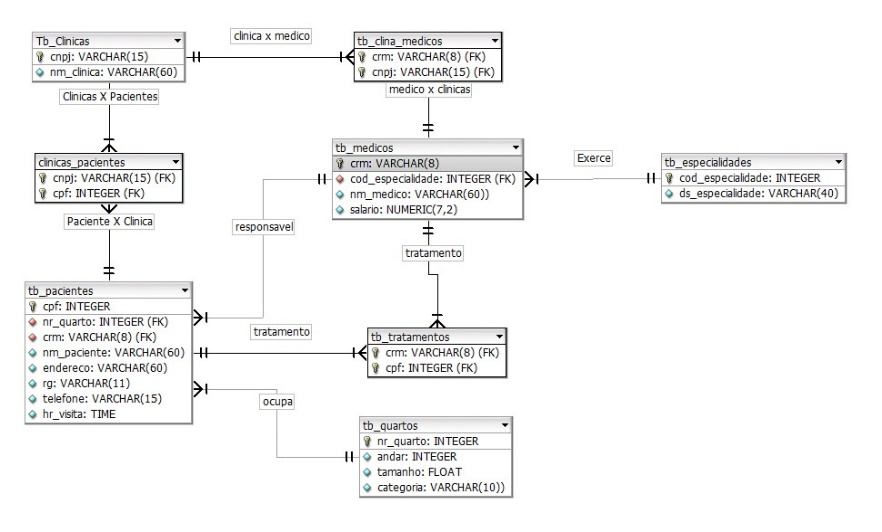 Tb_Clinicas
cnpj: VARCHAR(15)
nm_clinica: VARCHAR(60)
clinica x medico
tb_clina_medicos
crm: VARCHAR(8) (FK)
cnpj: VARCHAR(15) (FK)
Clinicas X Pacientes
medico x clinicas
clinicas_pacientes
cnpj: VARCHAR(15) (FK)
cpf: INTEGER (FK)
Paciente X Clinica
tb_medicos
crm: VARCHAR(8)
cod_especialidade: INTEGER (FK)
nm_medico: VARCHAR(60))
salario: NUMERIC(7,2)
Exerce
tb_especialidades
cod_especialidade: INTEGER
ds_especialidade: VARCHAR(40)
responsavel
tratamento
tb_pacientes
cpf: INTEGER
nr_quarto: INTEGER (FK)
crm: VARCHAR(8) (FK)
nm_paciente: VARCHAR(60)
endereco: VARCHAR(60)
rg: VARCHAR(11)
telefone: VARCHAR(15)
hr_visita: TIME
tratamento
tb_tratamentos
crm: VARCHAR(8) (FK)
cpf: INTEGER (FK)
ocupa
tb_quartos
nr_quarto: INTEGER
andar: INTEGER
tamanho: FLOAT
categoria: VARCHAR(10))